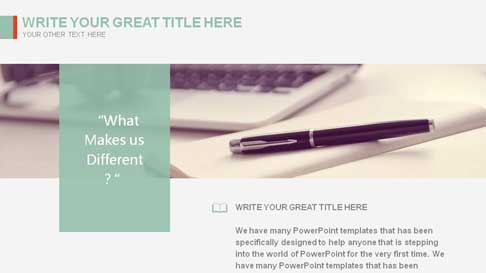 WRITE YOUR GREAT TITLE HERE
YOUR OTHER TEXT HERE
“What
Makes us
Different
? “
WRITE YOUR GREAT TITLE HERE
We have many PowerPoint templates that has been
specifically designed to help anyone that is stepping
into the world of PowerPoint for the very first time. We
have many PowerPoint templates that has been